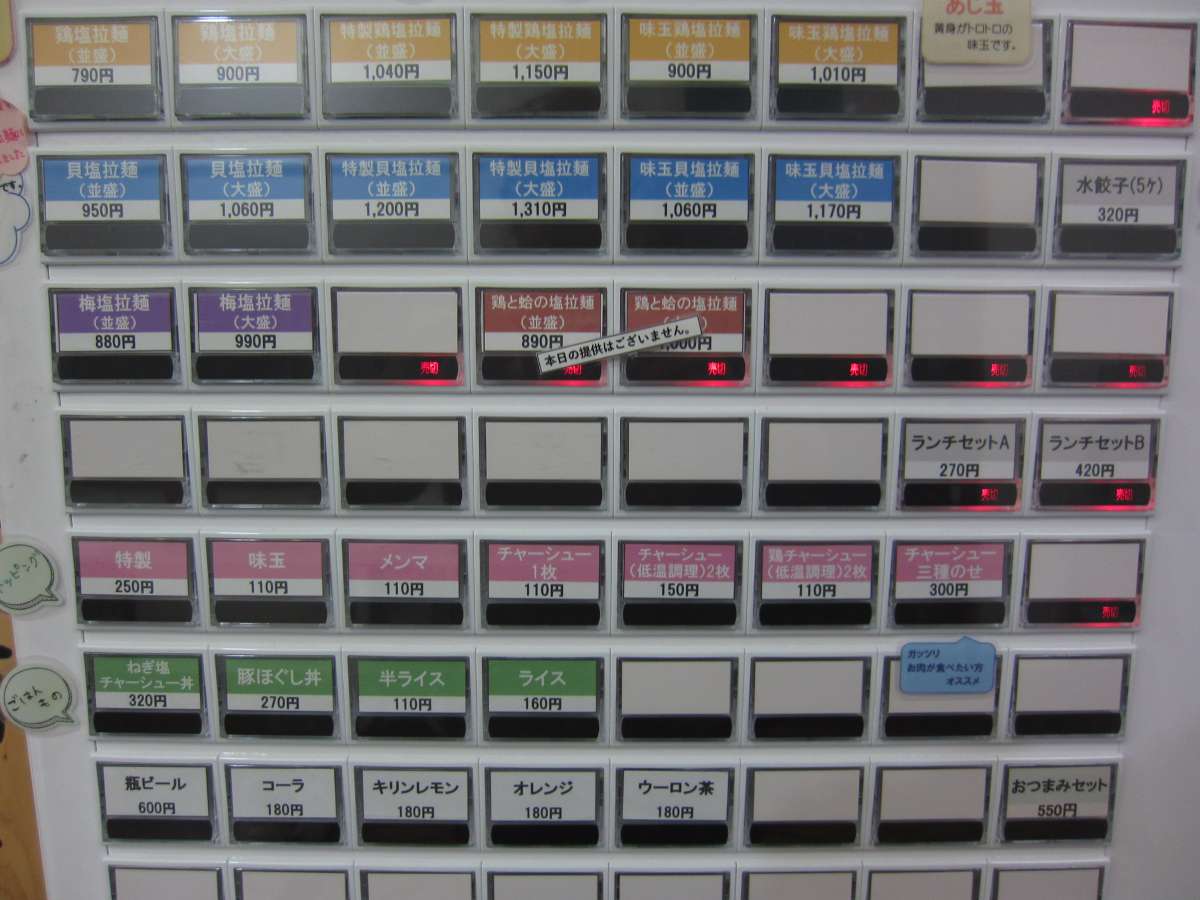 あじ玉
黄身がトロトロの
味玉です。
鶏塩拉麺
(並盛)
790円
鶏塩拉麺
(大盛)
900円
特製鶏塩拉麺
(並盛)
1,040円
特製鶏塩拉麺
(大盛)
1,150円
味玉鶏塩拉麺
(並盛)
900円
味玉鶏塩拉麺
(大盛)
1,010円
売切
貝塩拉麺
(並盛)
950円
貝塩拉麺
(大盛)
1,060円
特製貝塩拉麺
(並盛)
1,200円
特製貝塩拉麺
(大盛)
1,310円
味玉貝塩拉麺
(並盛)
1,060円
味玉貝塩拉麺
(大盛)
1,170円
水餃子(5ケ)
320円
梅塩拉麺
(並盛)
880円
梅塩拉麺
(大盛)
990円
売切
鶏と蛤の塩拉麺
(並盛)
890円
売切
鶏と蛤の塩拉麺
1,000円
売切
本日の提供はございません。
売切
売切
売切
ランチセットA
270円
売切
ランチセットB
420円
売切
特製
250円
味玉
110円
メンマ
110円
チャーシュー
1枚
110円
チャーシュー
(低温調理)2枚
150円
鶏チャーシュー
(低温調理)2枚
110円
チャーシュー
三種のせ
300円
売切
ガッツリ
お肉が食べたい方
オススメ
ごはん
もの
ねぎ塩
チャーシュー丼
320円
豚ほぐし丼
270円
半ライス
110円
ライス
160円
瓶ビール
600円
コーラ
180円
キリンレモン
180円
オレンジ
180円
ウーロン茶
180円
おつまみセット
550円